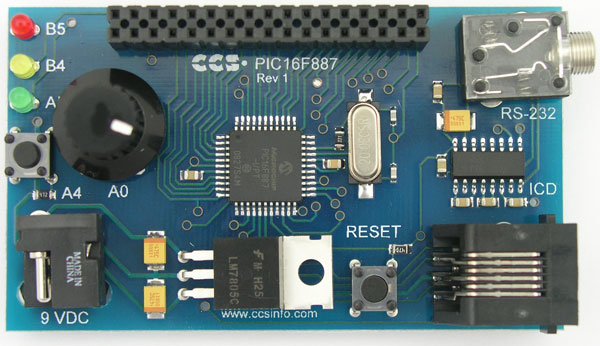 B5
CCS PIC16F887
Rev 1
B4
A
RS-232
PIC16F887
A4
A0
ICD
RESET
MADE IN
CHINA
F M H25
LM7805C
9 VDC
www.ccsinfo.com